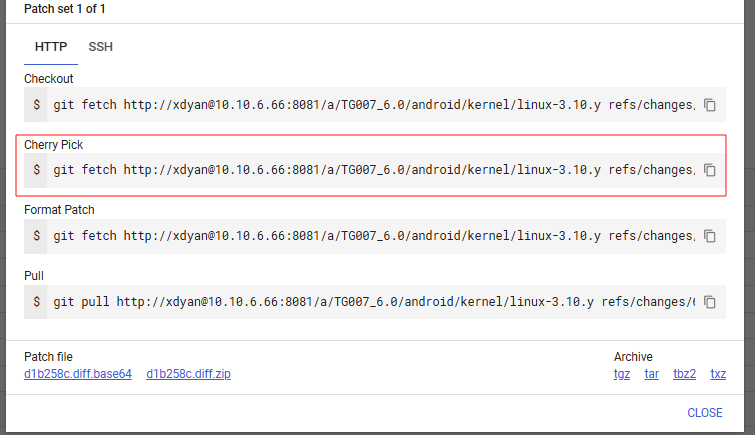 Patch set 1 of 1
HTTP SSH
Checkout
$ git fetch http://xdyan@10.10.6.66:8081/a/TG007_6.0/android/kernel/linux-3.10.y refs/changes,
Cherry Pick
$ git fetch http://xdyan@10.10.6.66:8081/a/TG007_6.0/android/kernel/linux-3.10.y refs/changes,
Format Patch
$ git fetch http://xdyan@10.10.6.66:8081/a/TG007_6.0/android/kernel/linux-3.10.y refs/changes,
Pull
$ git pull http://xdyan@10.10.6.66:8081/a/TG007_6.0/android/kernel/linux-3.10.y refs/changes/
Patch file Archive
d1b258c.diff.base64 d1b258c.diff.zip tgz tar tbz2 txz
CLOSE